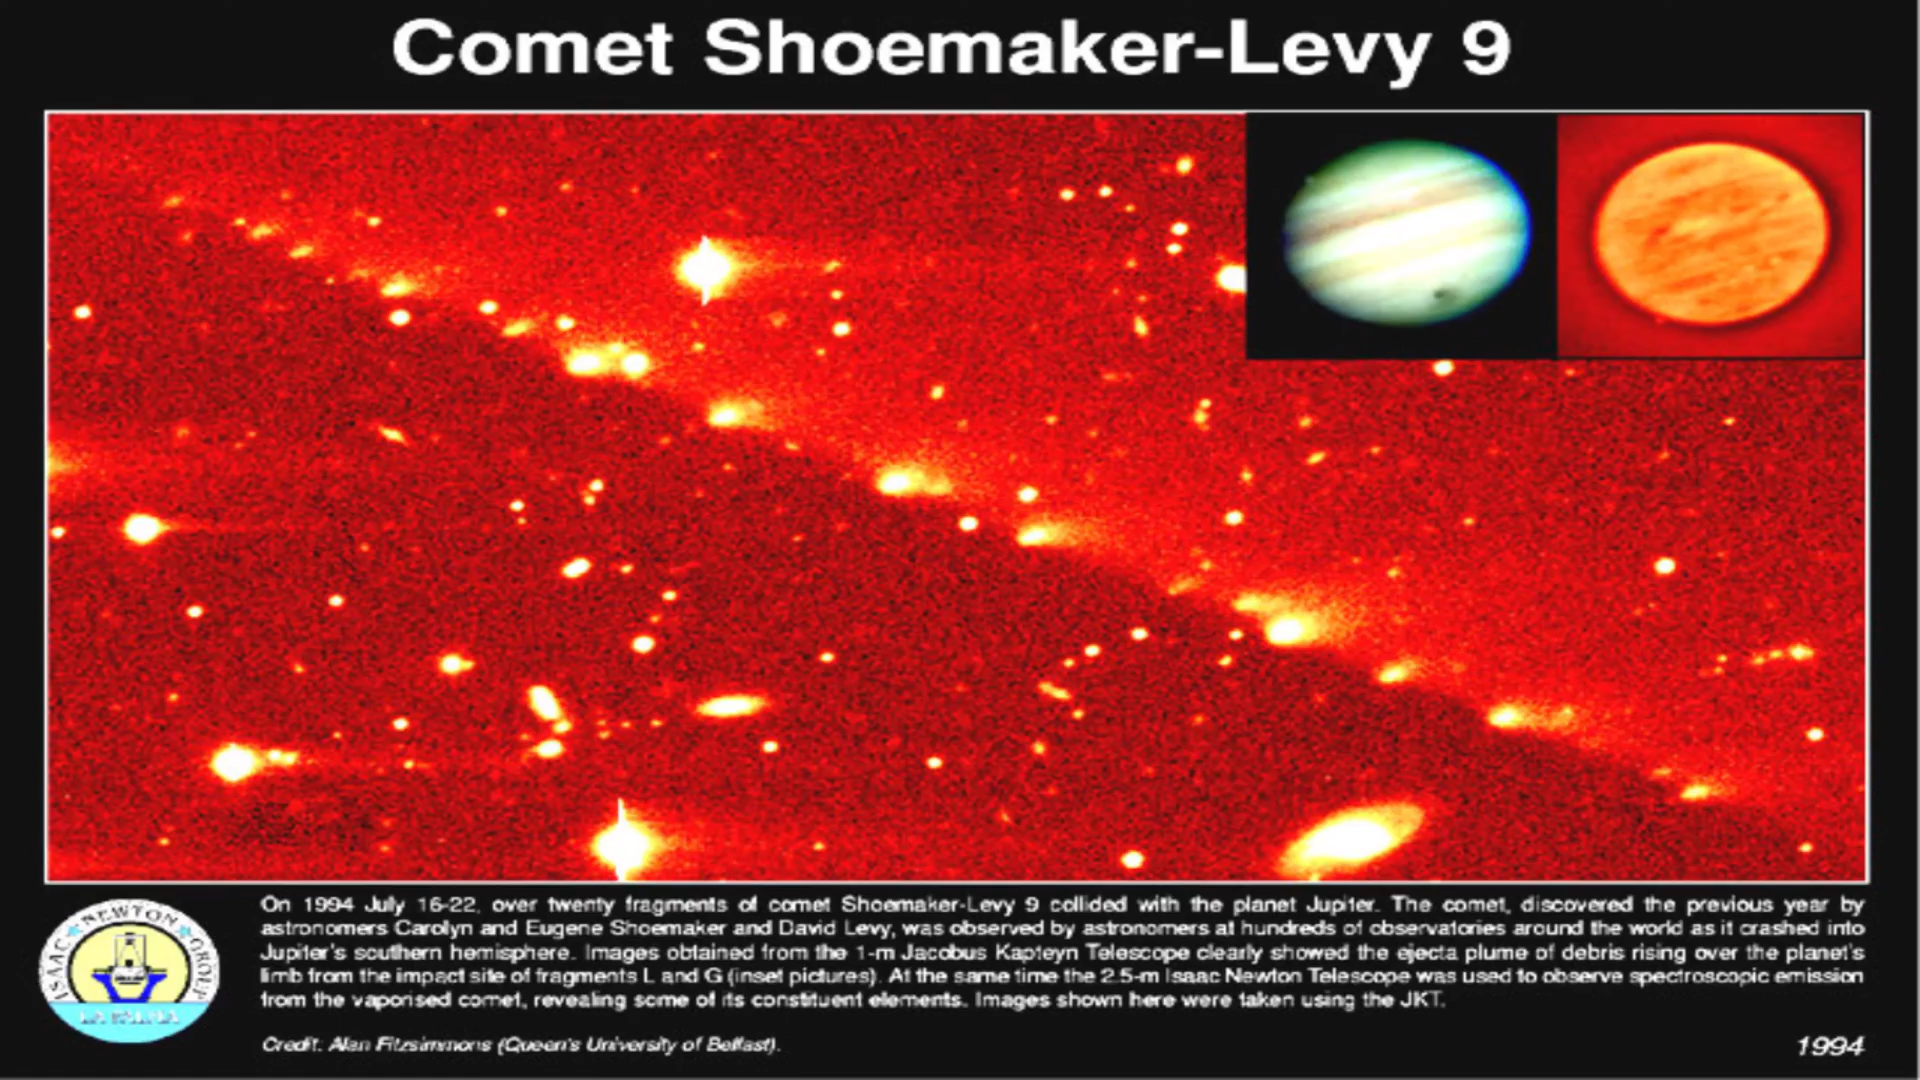 Comet Shoemaker-Levy 9
On 1994 July 16-22, over twenty fragments of comet Shoemaker-Levy 9 collided with the planet Jupiter. The comet, discovered the previous year by
astronomers Carolyn and Eugene Shoemaker and David Levy, was observed by astronomers at hundreds of observatories around the world as it crashed into
Jupiter's southern hemisphere. Images obtained from the 1-m Jacobus Kapteyn Telescope clearly showed the ejecta plume of debris rising over the planet's
limb from the impact site of fragments L and G (inset pictures). At the same time the 2.5-m Isaac Newton Telescope was used to observe spectroscopic emission
from the vaporised comet, revealing some of its constituent elements. Images shown here were taken using the JKT.
ISAAC NEWTON GROUP
LA PALMA
Credit: Alan Fitzsimmons (Queen's University of Belfast).
1994